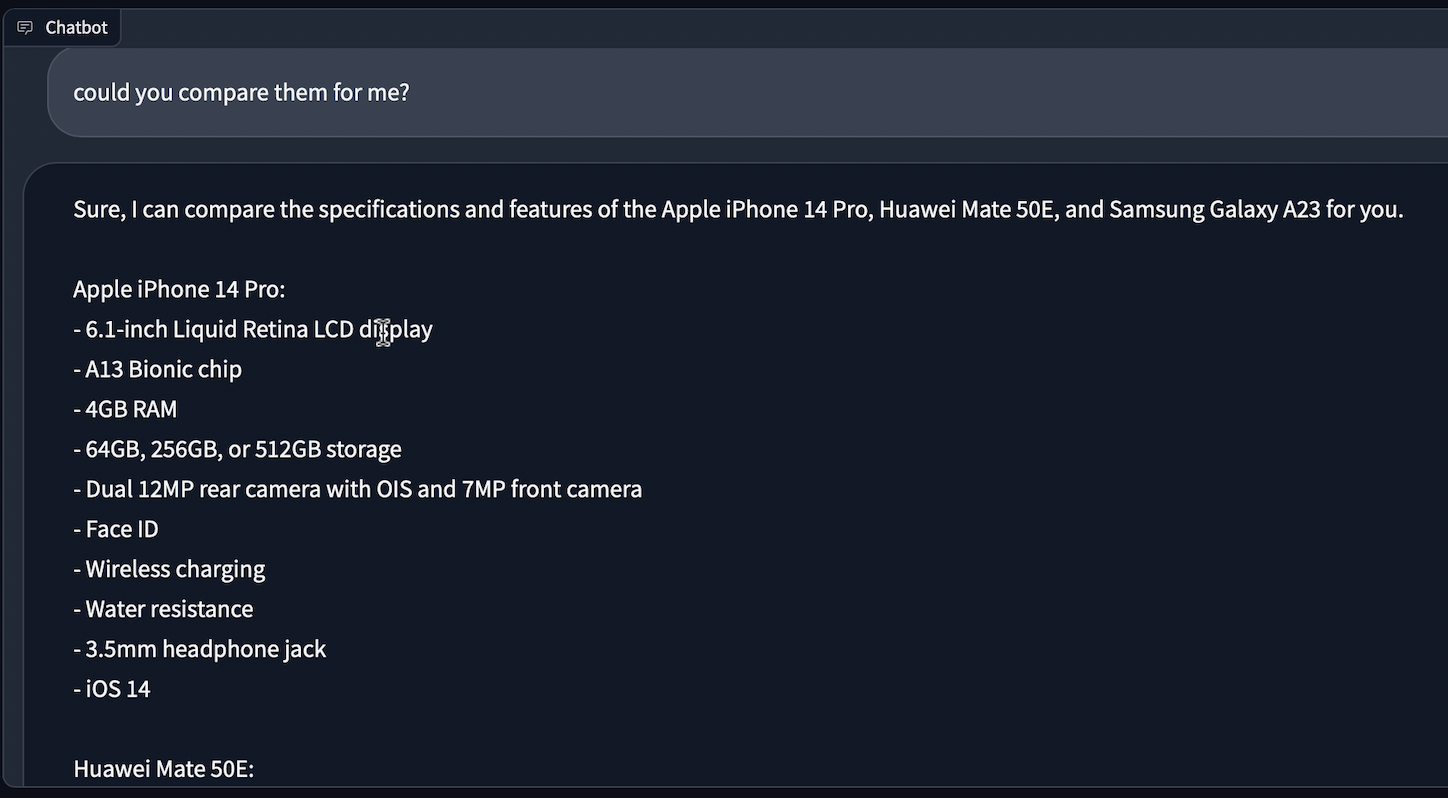 Chatbot
could you compare them for me?
Sure, I can compare the specifications and features of the Apple iPhone 14 Pro, Huawei Mate 50E, and Samsung Galaxy A23 for you.
Apple iPhone 14 Pro:
- 6.1-inch Liquid Retina LCD display
- A13 Bionic chip
- 4GB RAM
- 64GB, 256GB, or 512GB storage
- Dual 12MP rear camera with OIS and 7MP front camera
- Face ID
- Wireless charging
- Water resistance
- 3.5mm headphone jack
- iOS 14
Huawei Mate 50E: